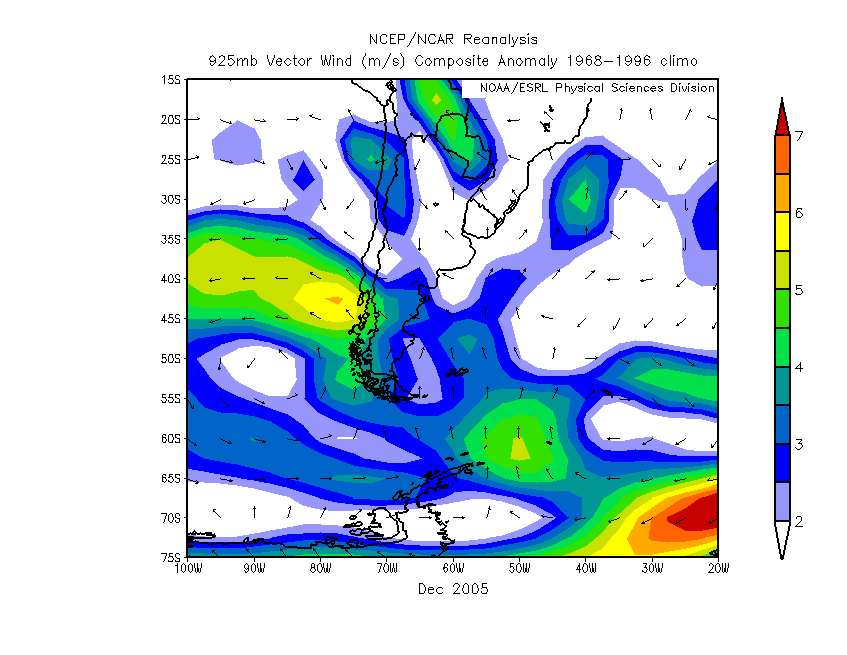 NCEP/NCAR Reanalysis
925mb Vector Wind (m/s) Composite Anomaly 1968−1996 climo
NOAA/ESRL Physical Sciences Division
15S
20S
25S
30S
35S
40S
45S
50S
55S
60S
65S
70S
75S
100W 90W 80W 70W 60W 50W 40W 30W 20W
Dec 2005
7
6
5
4
3
2